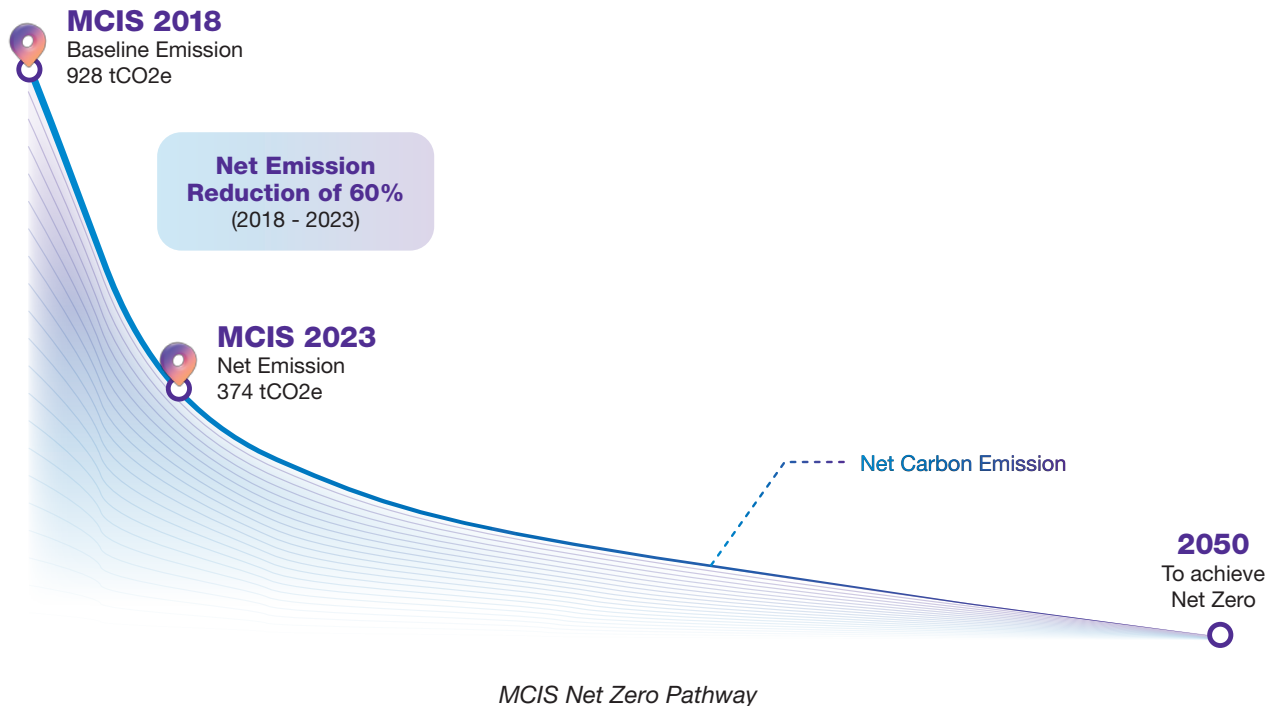 MCIS 2018
Baseline Emission
928 tCO2e
Net Emission
Reduction of 60%
(2018 - 2023)
MCIS 2023
Net Emission
374 tCO2e
Net Carbon Emission
2050
To achieve
Net Zero
MCIS Net Zero Pathway